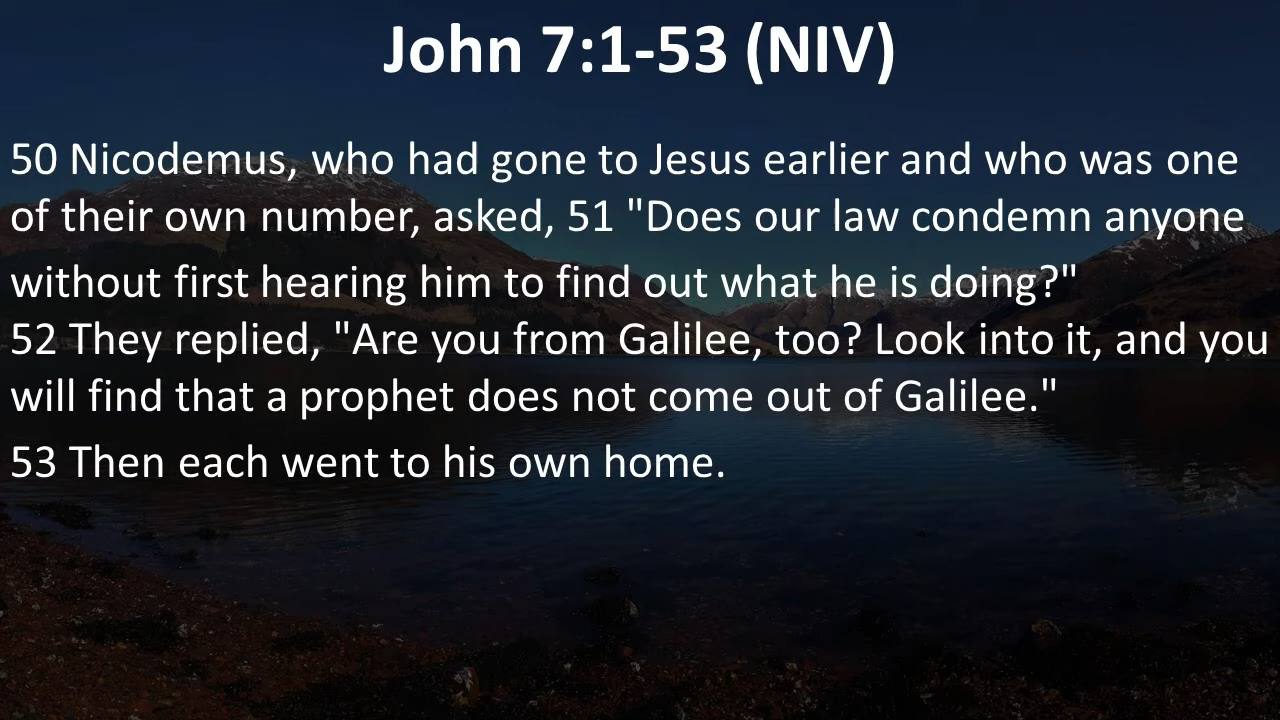 John 7:1-53 (NIV)
50 Nicodemus, who had gone to Jesus earlier and who was one
of their own number, asked, 51 "Does our law condemn anyone
without first hearing him to find out what he is doing?"
52 They replied, "Are you from Galilee, too? Look into it, and you
will find that a prophet does not come out of Galilee."
53 Then each went to his own home.